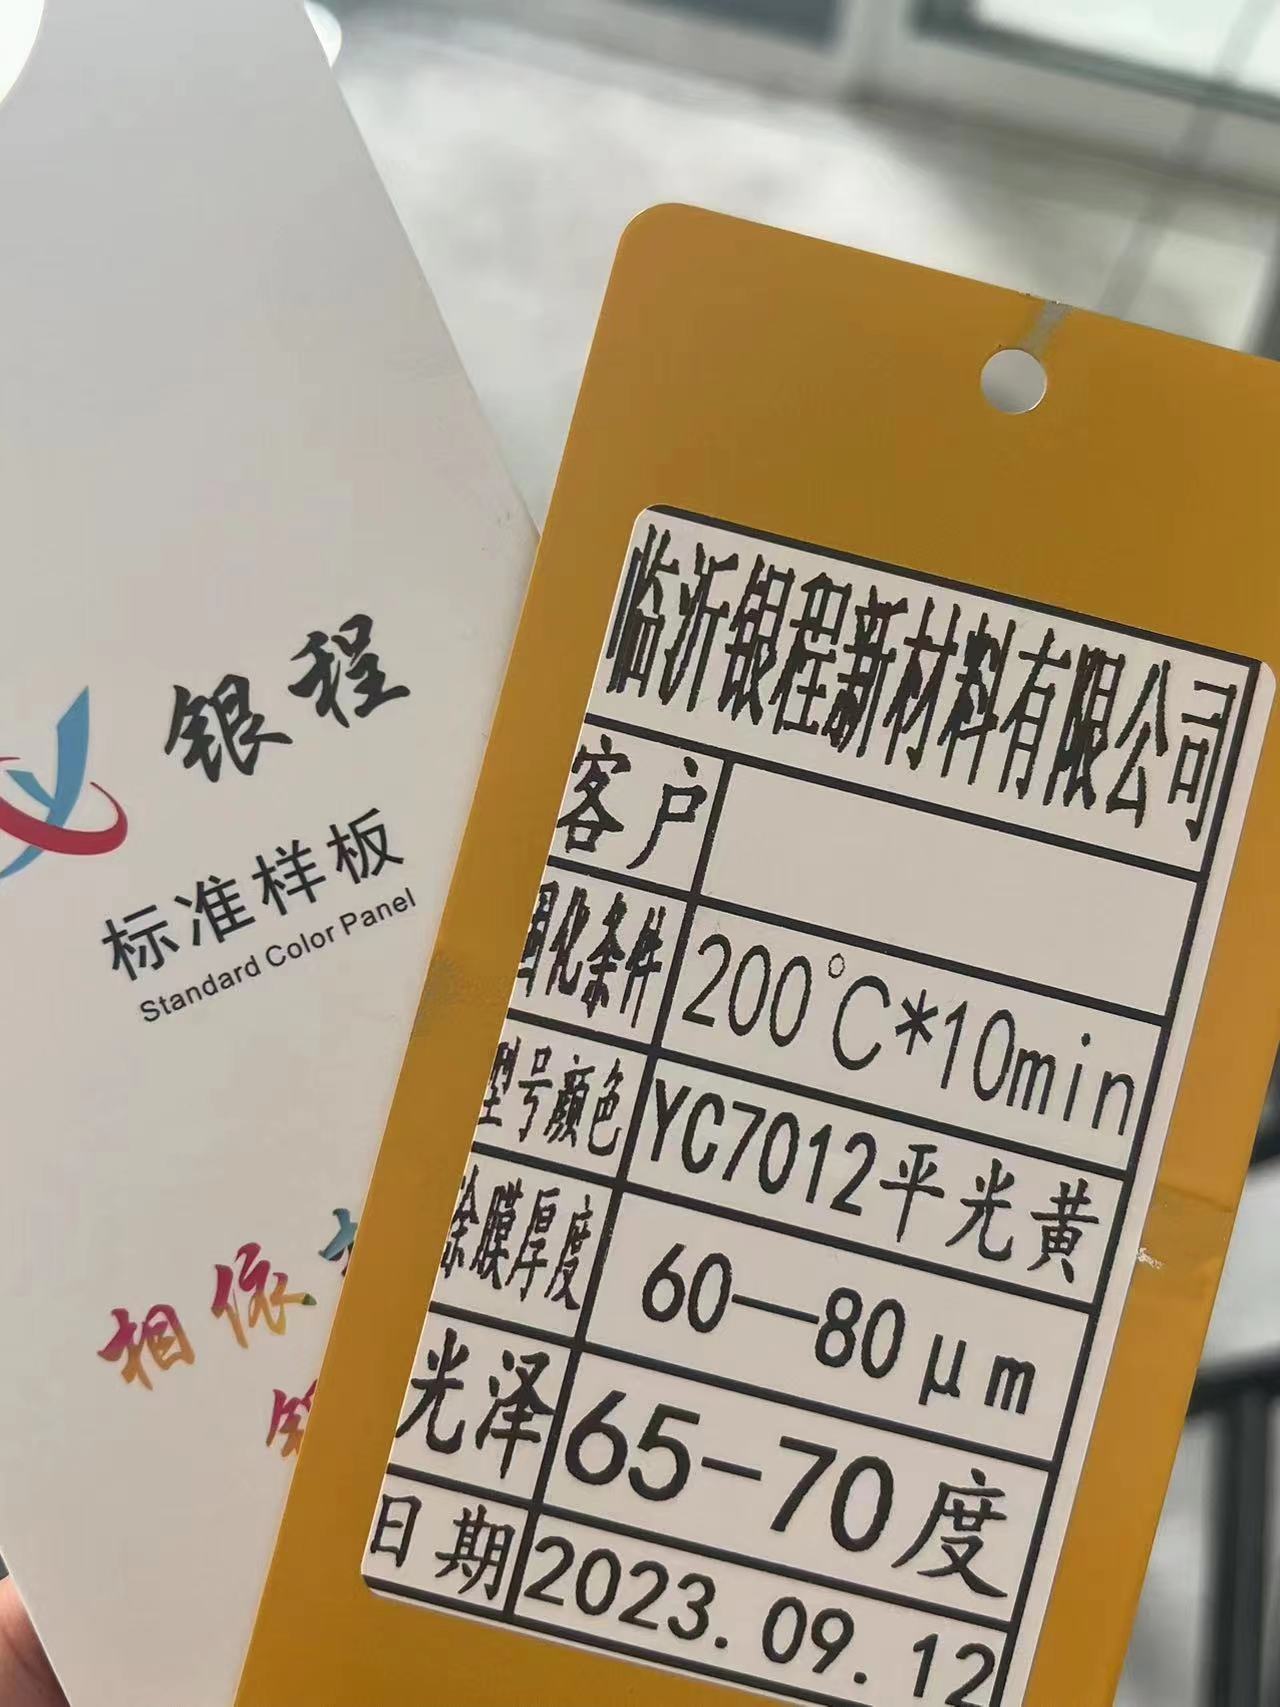 银程
标准样板
Standard Color Panel
相依
临沂银程新材料有限公司
客户
固化条件 200℃*10min
型号颜色 YC7012平光黄
涂膜厚度 60—80μm
光泽 65-70度
日期 2023.09.12